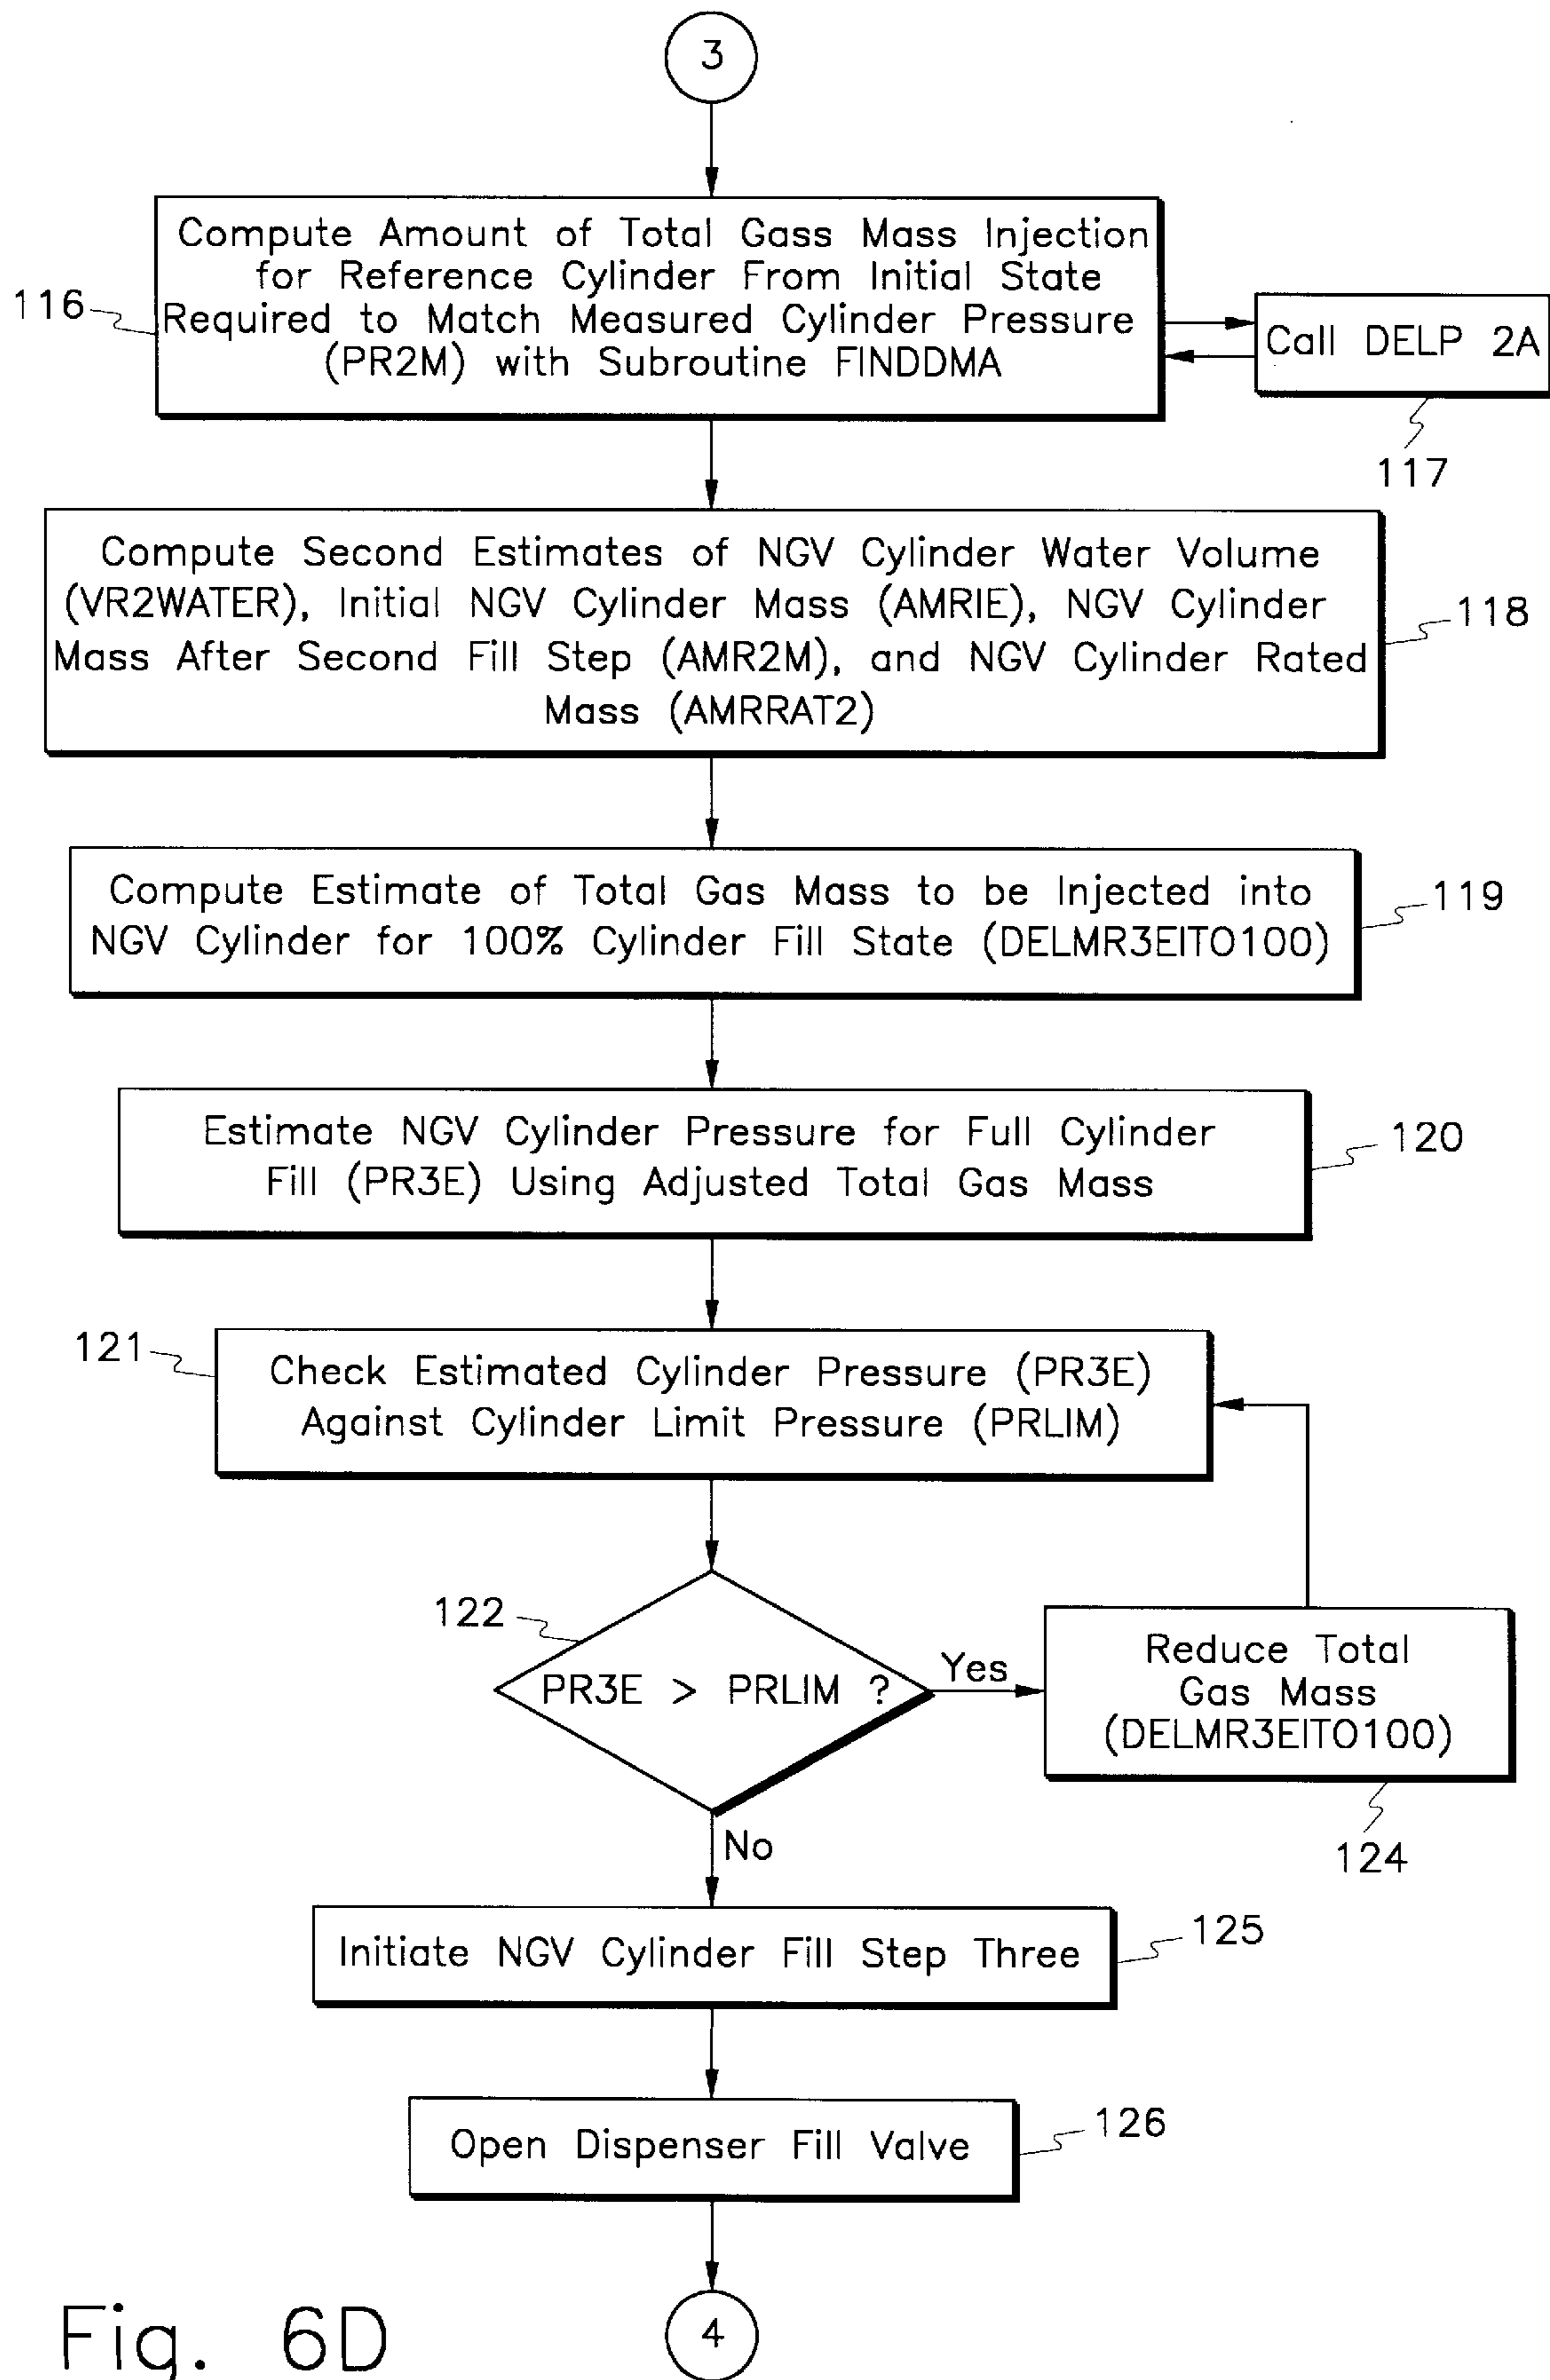 3
Compute Amount of Total Gass Mass Injection
for Reference Cylinder From Initial State
Required to Match Measured Cylinder Pressure
(PR2M) with Subroutine FINDDMA
116
Call DELP 2A
117
Compute Second Estimates of NGV Cylinder Water Volume
(VR2WATER), Initial NGV Cylinder Mass (AMRIE), NGV Cylinder
Mass After Second Fill Step (AMR2M), and NGV Cylinder Rated
Mass (AMRRAT2)
118
Compute Estimate of Total Gas Mass to be Injected into
NGV Cylinder for 100% Cylinder Fill State (DELMR3EITO100)
119
Estimate NGV Cylinder Pressure for Full Cylinder
Fill (PR3E) Using Adjusted Total Gas Mass
120
121
Check Estimated Cylinder Pressure (PR3E)
Against Cylinder Limit Pressure (PRLIM)
122
PR3E > PRLIM ?
Yes
Reduce Total
Gas Mass
(DELMR3EITO100)
124
No
Initiate NGV Cylinder Fill Step Three
125
Open Dispenser Fill Valve
126
4
Fig. 6D